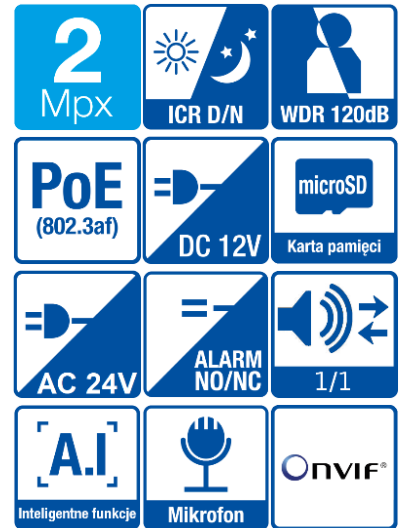 2
Mpx
ICR D/N
WDR 120dB
PoE
(802.3af)
DC 12V
microSD
Karta pamięci
AC 24V
ALARM
NO/NC
1/1
A.I
Inteligentne funkcje
Mikrofon
ONVIF®